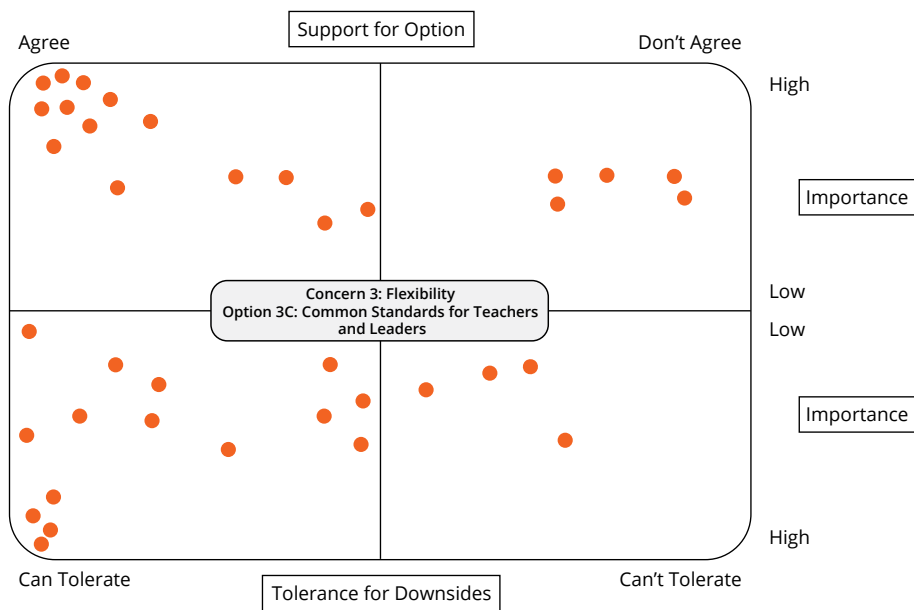 Support for Option
Agree
Don’t Agree
High
Importance
Low
Concern 3: Flexibility
Option 3C: Common Standards for Teachers
and Leaders
Low
Importance
High
Can Tolerate
Tolerance for Downsides
Can’t Tolerate